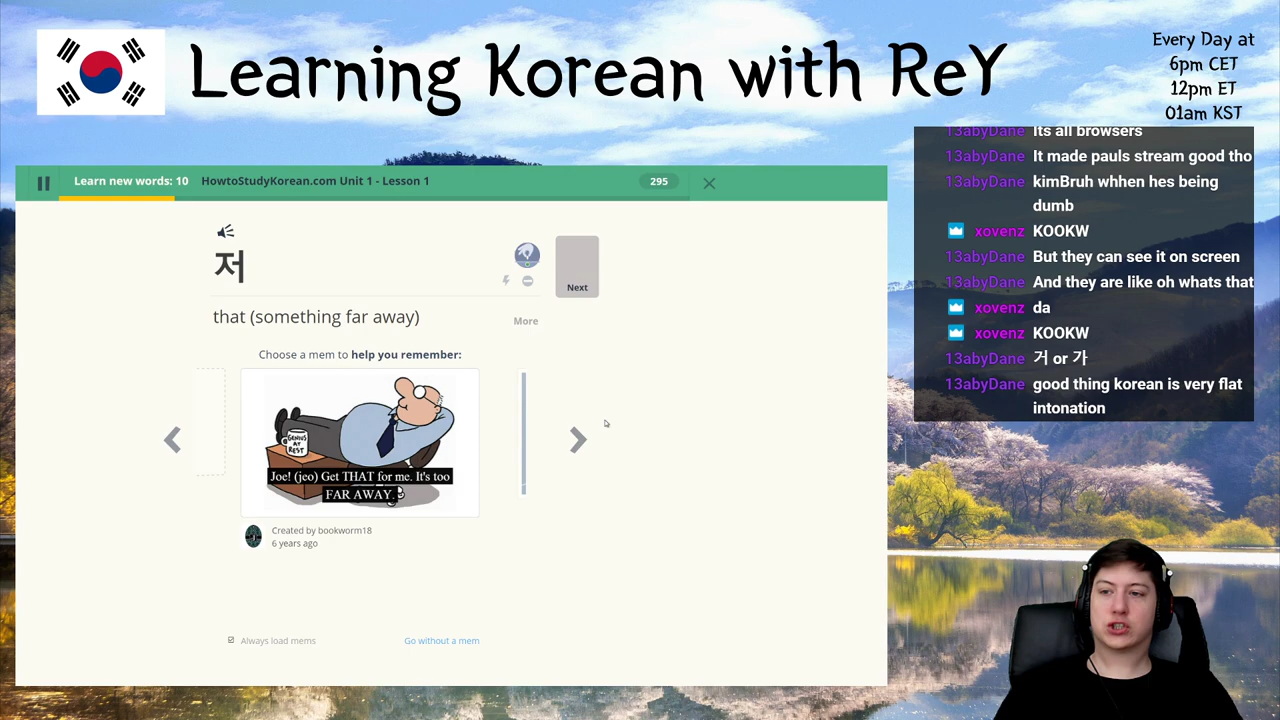 Learning Korean with ReY
Every Day at
6pm CET
12pm ET
01am KST
Learn new words: 10 HowtoStudyKorean.com Unit 1 - Lesson 1 295
저
Next
that (something far away)
More
Choose a mem to help you remember:
GENIUS
AT
REST
Joe! (jeo) Get THAT for me. It's too
FAR AWAY.
Created by bookworm18
6 years ago
Always load mems Go without a mem
13abyDane Its all browsers
13abyDane It made pauls stream good tho
13abyDane kimBruh whhen hes being
dumb
xovenz KOOKW
13abyDane But they can see it on screen
13abyDane And they are like oh whats that
xovenz da
xovenz KOOKW
13abyDane 거 or 가
13abyDane good thing korean is very flat
intonation